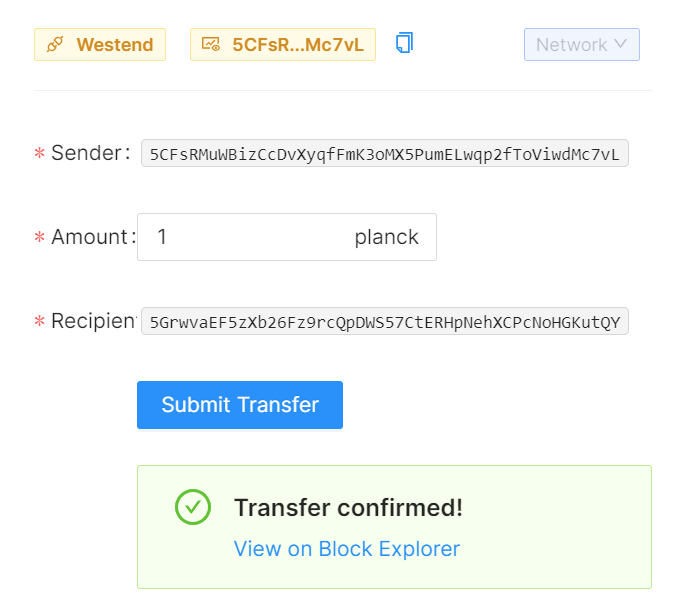 Westend 5CFsR...Mc7vL Network
* Sender: 5CFsRMuWBizCcDvXyqfFmK3oMX5PumELwqp2fToViwdMc7vL
* Amount: 1 planck
* Recipien 5GrwvaEF5zXb26Fz9rcQpDWS57CtERHpNehXCPcNoHGKutQY
Submit Transfer
Transfer confirmed!
View on Block Explorer